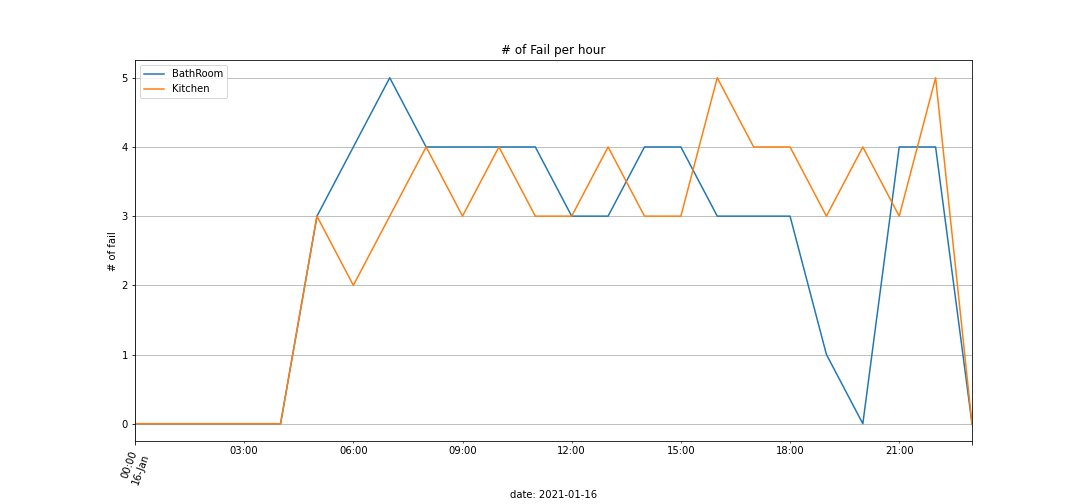 # of Fail per hour
BathRoom
Kitchen
# of fail
5
4
3
2
1
0
00:00
16-Jan
03:00
06:00
09:00
12:00
15:00
18:00
21:00
date: 2021-01-16